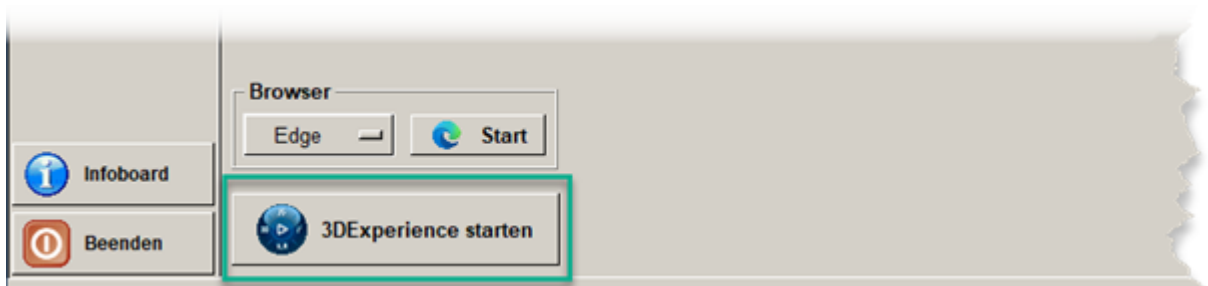 Browser
Edge
Start
Infoboard
3DExperience starten
Beenden